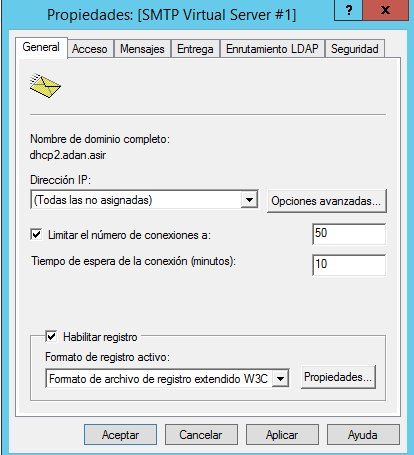 Propiedades: [SMTP Virtual Server #1]
? x
General Acceso Mensajes Entrega Enrutamiento LDAP Seguridad
Nombre de dominio completo:
dhcp2.adan.asir
Dirección IP:
(Todas las no asignadas) Opciones avanzadas...
Limitar el número de conexiones a: 50
Tiempo de espera de la conexión (minutos): 10
Habilitar registro
Formato de registro activo:
Formato de archivo de registro extendido W3C Propiedades...
Aceptar Cancelar Aplicar Ayuda